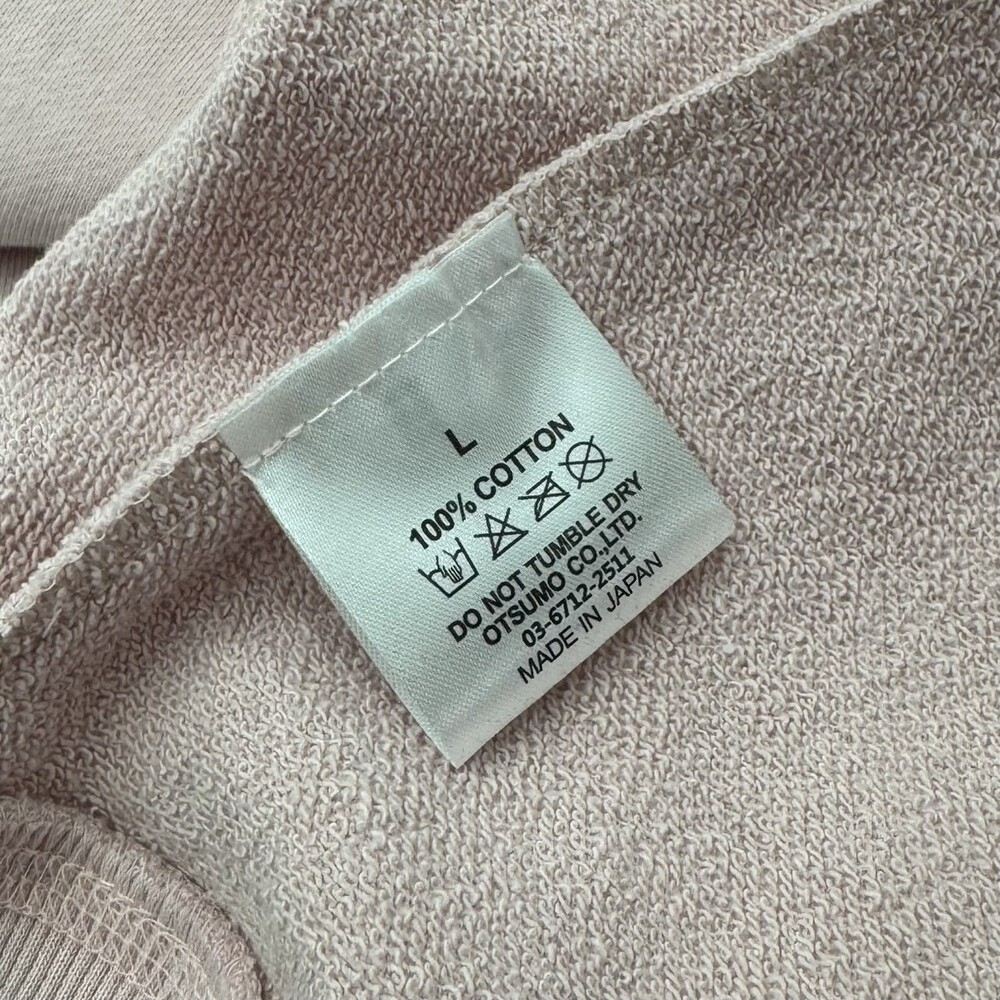 L
100% COTTON
DO NOT TUMBLE DRY
OTSUMO CO.,LTD.
03-6712-2511
MADE IN JAPAN